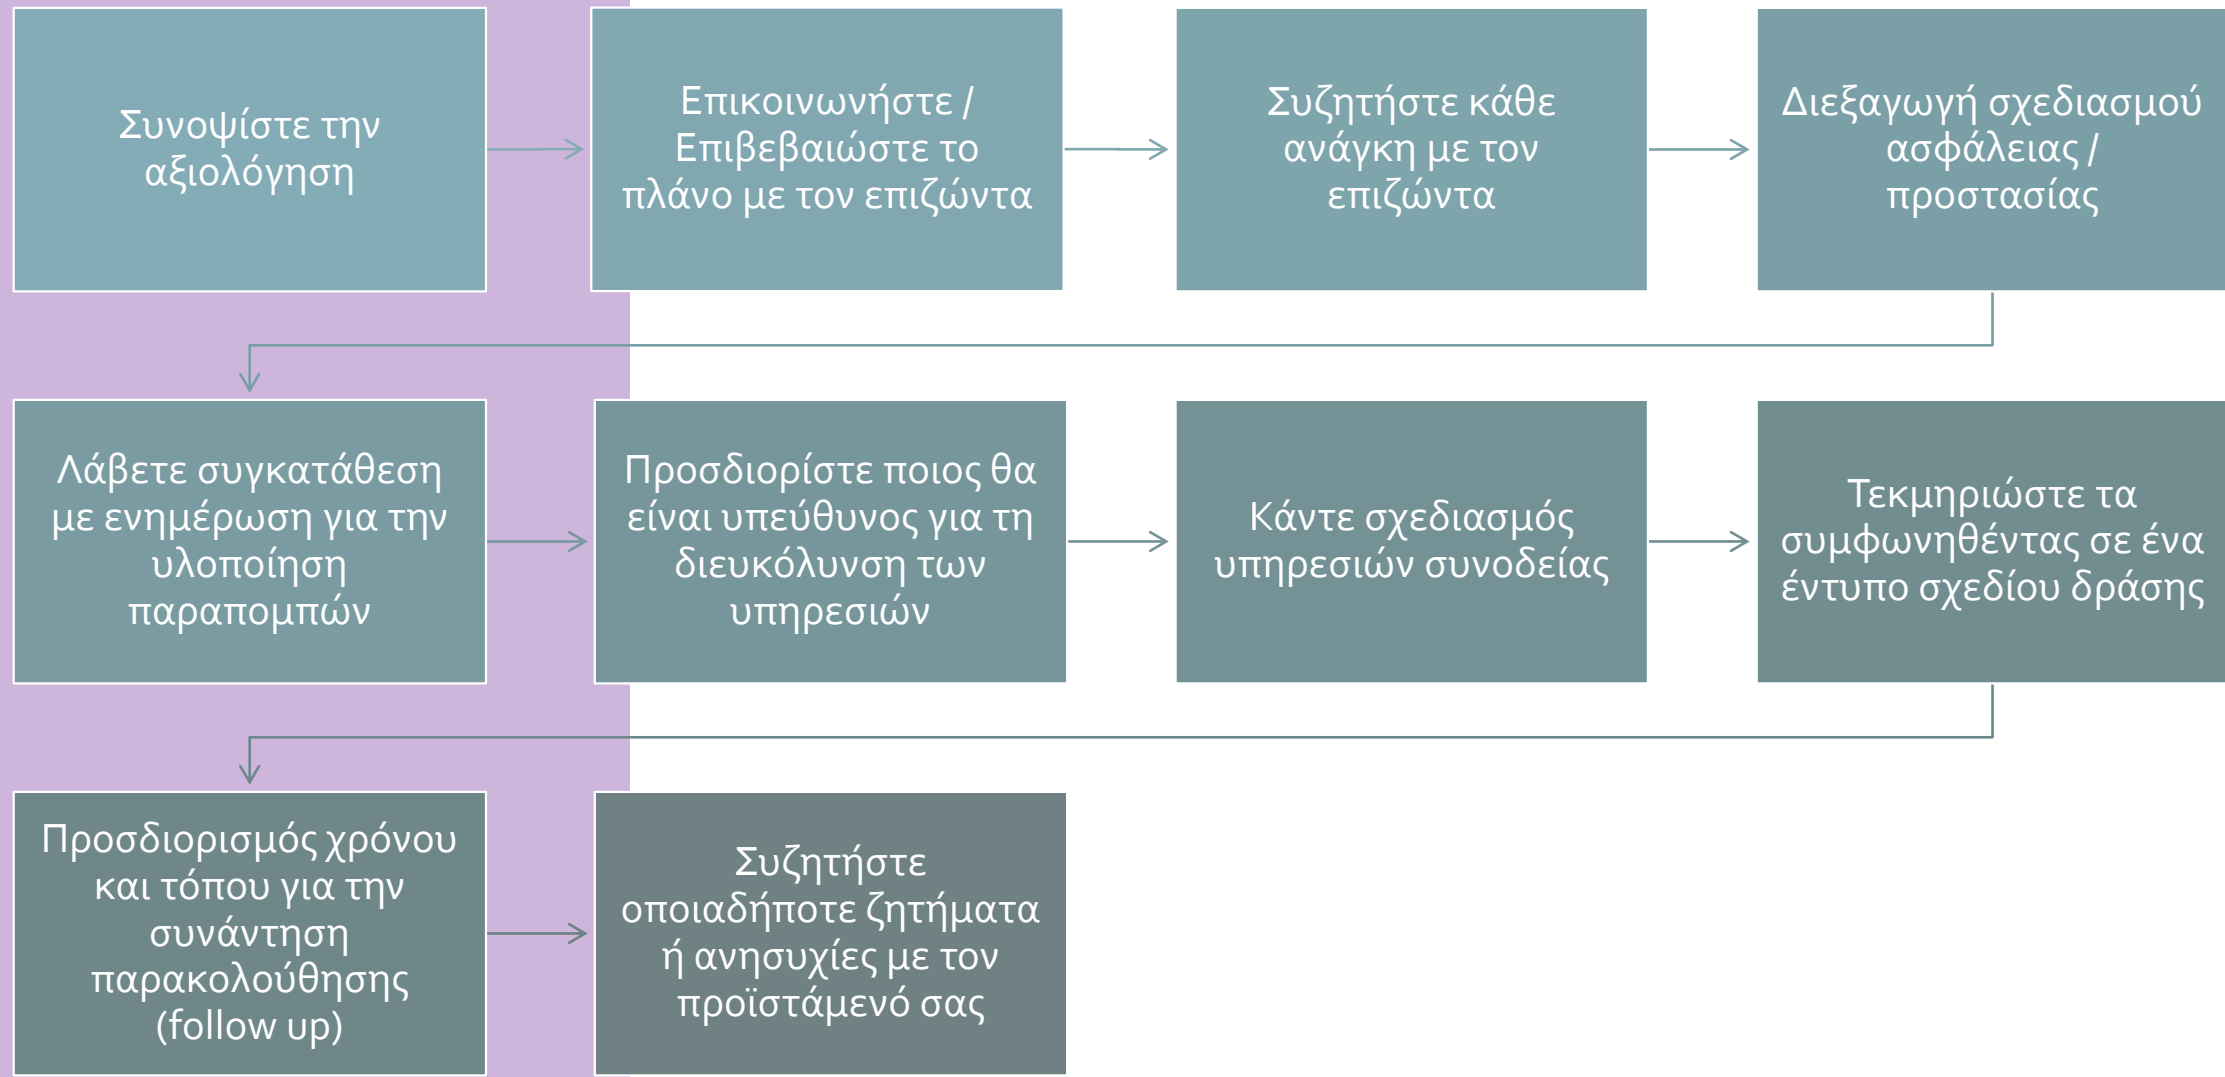 Συνοψίστε την
αξιολόγηση
Επικοινωνήστε /
Επιβεβαιώστε το
πλάνο με τον επιζώντα
Συζητήστε κάθε
ανάγκη με τον
επιζώντα
Διεξαγωγή σχεδιασμού
ασφάλειας /
προστασίας
Λάβετε συγκατάθεση
με ενημέρωση για την
υλοποίηση
παραπομπών
Προσδιορίστε ποιος θα
είναι υπεύθυνος για τη
διευκόλυνση των
υπηρεσιών
Κάντε σχεδιασμός
υπηρεσιών συνοδείας
Τεκμηριώστε τα
συμφωνηθέντας σε ένα
έντυπο σχεδίου δράσης
Προσδιορισμός χρόνου
και τόπου για την
συνάντηση
παρακολούθησης
(follow up)
Συζητήστε
οποιαδήποτε ζητήματα
ή ανησυχίες με τον
προϊστάμενό σας